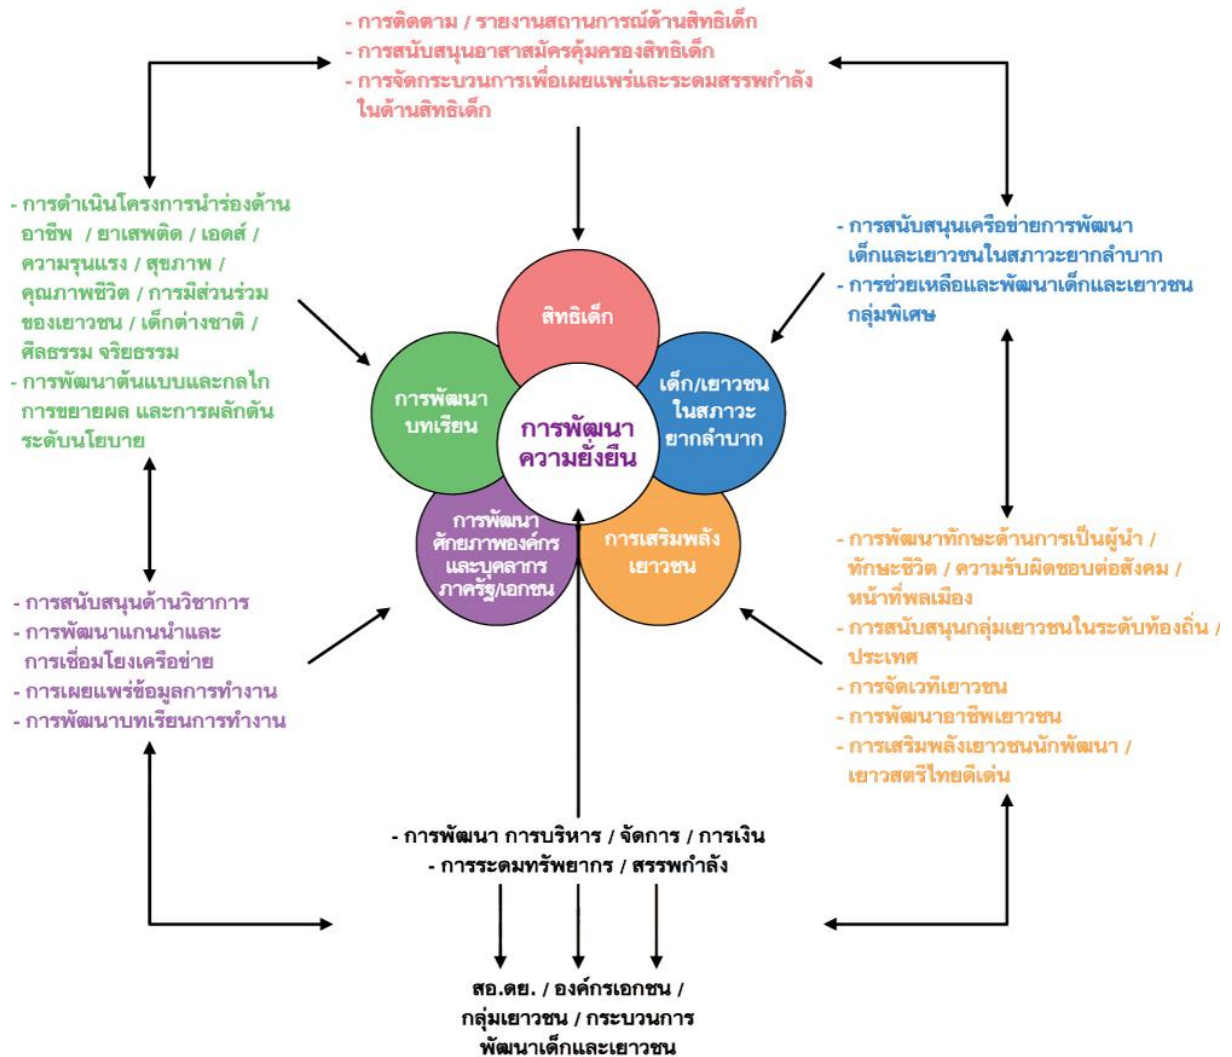 - การติดตาม / รายงานสถานการณ์ด้านสิทธิเด็ก
- การสนับสนุนอาสาสมัครคุ้มครองสิทธิเด็ก
- การจัดกระบวนการเพื่อเผยแพร่และระดมสรรพกำลัง
ในด้านสิทธิเด็ก
- การดำเนินโครงการนำร่องด้าน
อาชีพ / ยาเสพติด / เอดส์ /
ความรุนแรง / สุขภาพ /
คุณภาพชีวิต / การมีส่วนร่วม
ของเยาวชน / เด็กต่างชาติ /
ศีลธรรม จริยธรรม
- การพัฒนาต้นแบบและกลไก
การขยายผล และการผลักดัน
ระดับนโยบาย
- การสนับสนุนเครือข่ายการพัฒนา
เด็กและเยาวชนในสภาวะยากลำบาก
- การช่วยเหลือและพัฒนาเด็กและเยาวชน
กลุ่มพิเศษ
สิทธิเด็ก
การพัฒนา
บทเรียน
การพัฒนา
ความยั่งยืน
เด็ก/เยาวชน
ในสภาวะ
ยากลำบาก
การพัฒนา
ศักยภาพองค์กร
และบุคลากร
ภาครัฐ/เอกชน
การเสริมพลัง
เยาวชน
- การสนับสนุนด้านวิชาการ
- การพัฒนาแกนนำและ
การเชื่อมโยงเครือข่าย
- การเผยแพร่ข้อมูลการทำงาน
- การพัฒนาบทเรียนการทำงาน
- การพัฒนาทักษะด้านการเป็นผู้นำ /
ทักษะชีวิต / ความรับผิดชอบต่อสังคม /
หน้าที่พลเมือง
- การสนับสนุนกลุ่มเยาวชนในระดับท้องถิ่น /
ประเทศ
- การจัดเวทีเยาวชน
- การพัฒนาอาชีพเยาวชน
- การเสริมพลังเยาวชนนักพัฒนา /
เยาวสตรีไทยดีเด่น
- การพัฒนา การบริหาร / จัดการ / การเงิน
- การระดมทรัพยากร / สรรพกำลัง
สอ.ดย. / องค์กรเอกชน /
กลุ่มเยาวชน / กระบวนการ
พัฒนาเด็กและเยาวชน